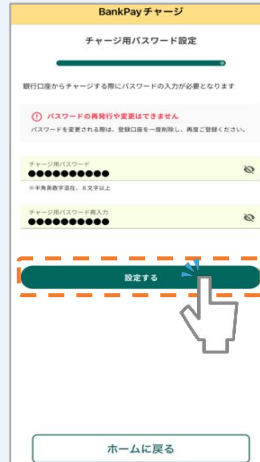 BankPay チャージ
チャージ用パスワード設定
銀行口座からチャージする際にパスワードの入力が必要となります
パスワードの再発行や変更はできません
パスワードを変更される際は、登録口座を一度削除し、再度ご登録ください。
チャージ用パスワード
●●●●●●●●●●
※半角英数字混在、8文字以上
チャージ用パスワード再入力
●●●●●●●●●●
設定する
ホームに戻る